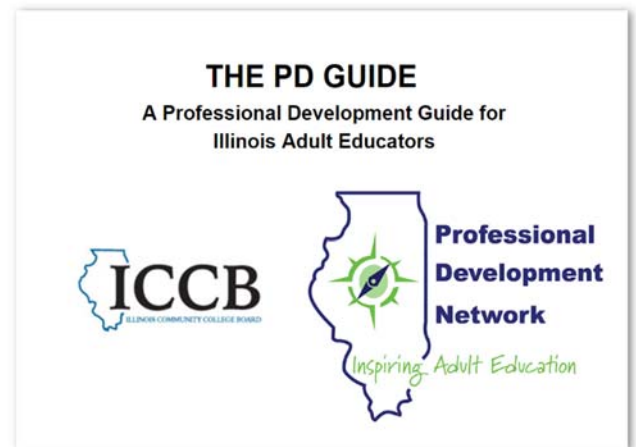 THE PD GUIDE
A Professional Development Guide for
Illinois Adult Educators
ICCB
ILLINOIS COMMUNITY COLLEGE BOARD
Professional
Development
Network
Inspiring Adult Education